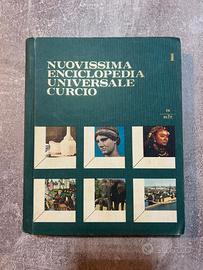 NUOVISSIMA
ENCICLOPEDIA
UNIVERSALE
CURCIO
1